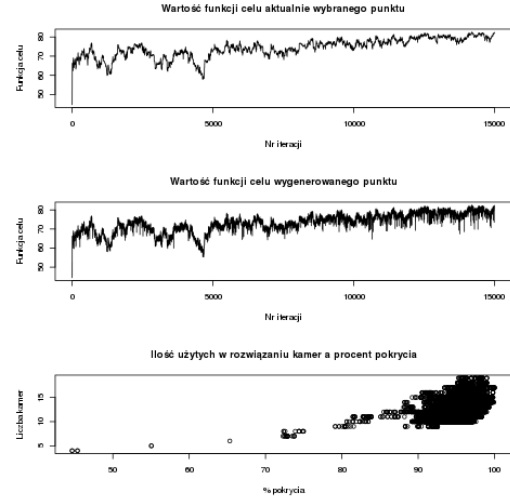 Wartość funkcji celu aktualnie wybranego punktu
Funkcja celu
50 60 70 80
0 5000 10000 15000
Nr iteracji
Wartość funkcji celu wygenerowanego punktu
Funkcja celu
50 60 70 80
0 5000 10000 15000
Nr iteracji
Ilość użytych w rozwiązaniu kamer a procent pokrycia
Liczba kamer
5 10 15
50 60 70 80 90 100
% pokrycia